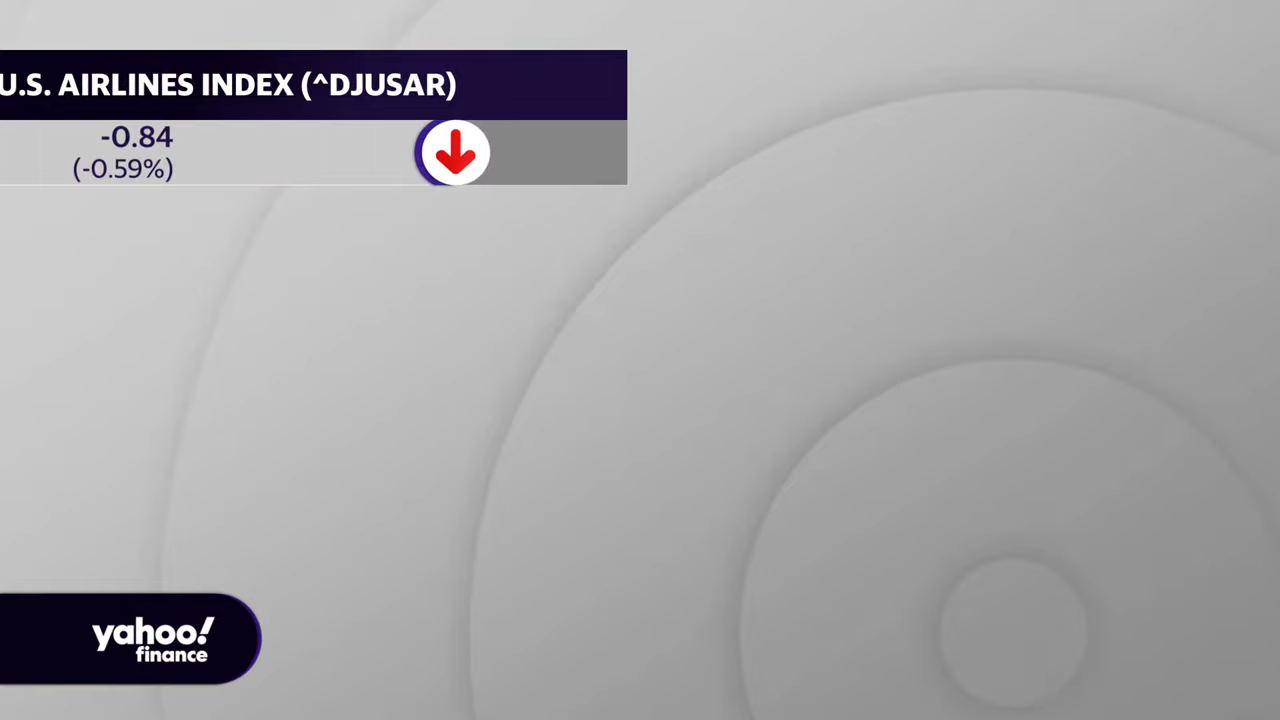 U.S. AIRLINES INDEX (^DJUSAR)
-0.84
(-0.59%)
yahoo!
finance